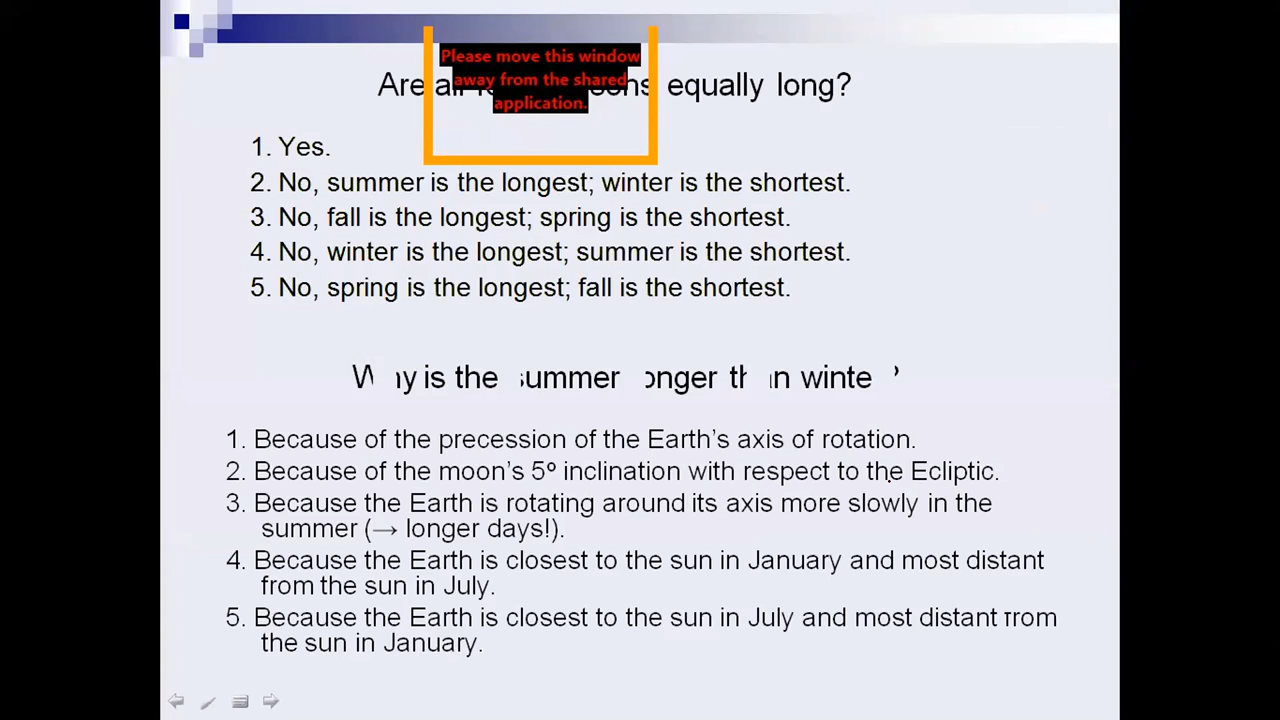 Please move this window
away from the shared
application.
Are equally long?
1. Yes.
2. No, summer is the longest; winter is the shortest.
3. No, fall is the longest; spring is the shortest.
4. No, winter is the longest; summer is the shortest.
5. No, spring is the longest; fall is the shortest.
Why is the summer longer than winter?
1. Because of the precession of the Earth's axis of rotation.
2. Because of the moon's 5º inclination with respect to the Ecliptic.
3. Because the Earth is rotating around its axis more slowly in the
summer (→ longer days!).
4. Because the Earth is closest to the sun in January and most distant
from the sun in July.
5. Because the Earth is closest to the sun in July and most distant from
the sun in January.